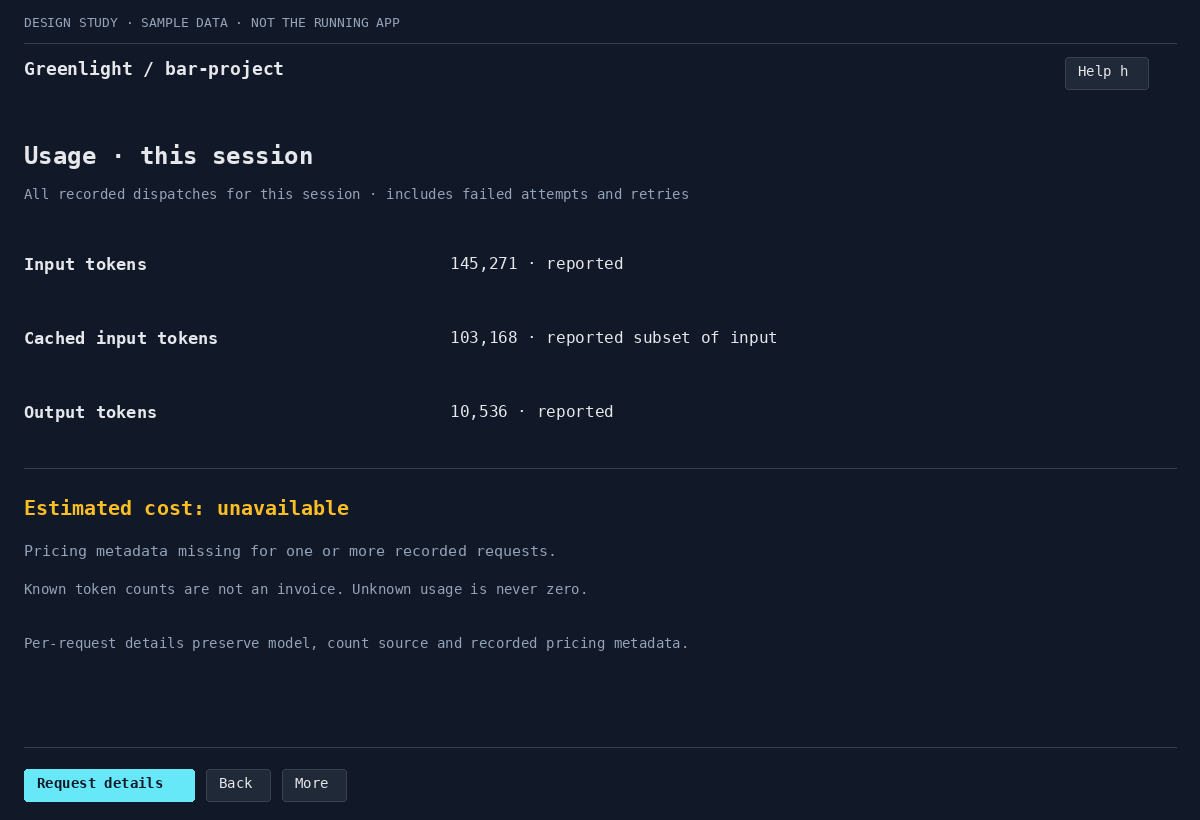 DESIGN STUDY · SAMPLE DATA · NOT THE RUNNING APP
Greenlight / bar-project
Help h
Usage · this session
All recorded dispatches for this session · includes failed attempts and retries
Input tokens 145,271 · reported
Cached input tokens 103,168 · reported subset of input
Output tokens 10,536 · reported
Estimated cost: unavailable
Pricing metadata missing for one or more recorded requests.
Known token counts are not an invoice. Unknown usage is never zero.
Per-request details preserve model, count source and recorded pricing metadata.
Request details Back More